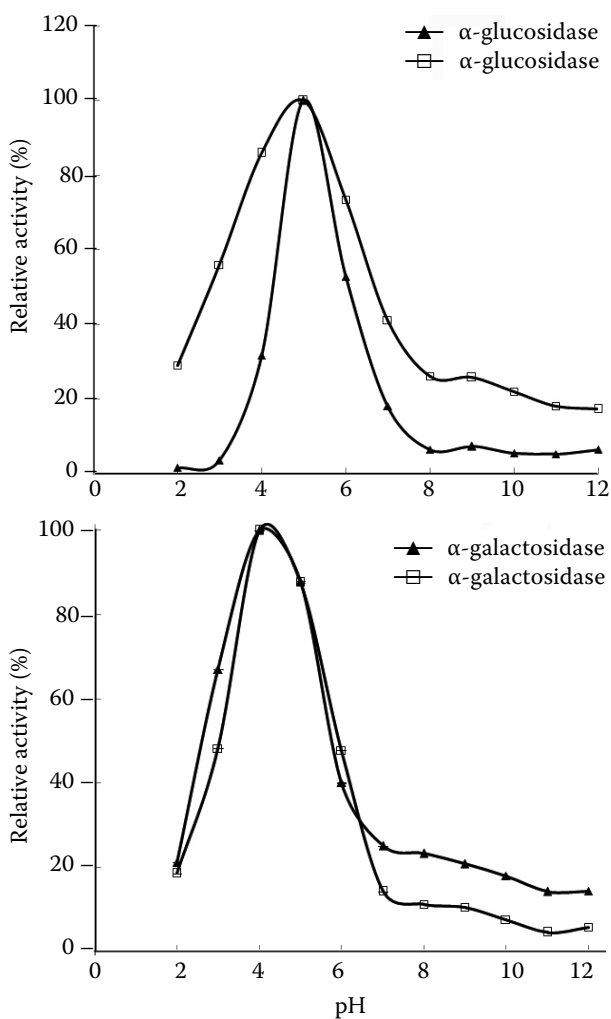 120
100
80
60
40
20
0
Relative activity (%)
α-glucosidase
α-glucosidase
0 2 4 6 8 10 12
100
80
60
40
20
0
Relative activity (%)
α-galactosidase
α-galactosidase
0 2 4 6 8 10 12
pH